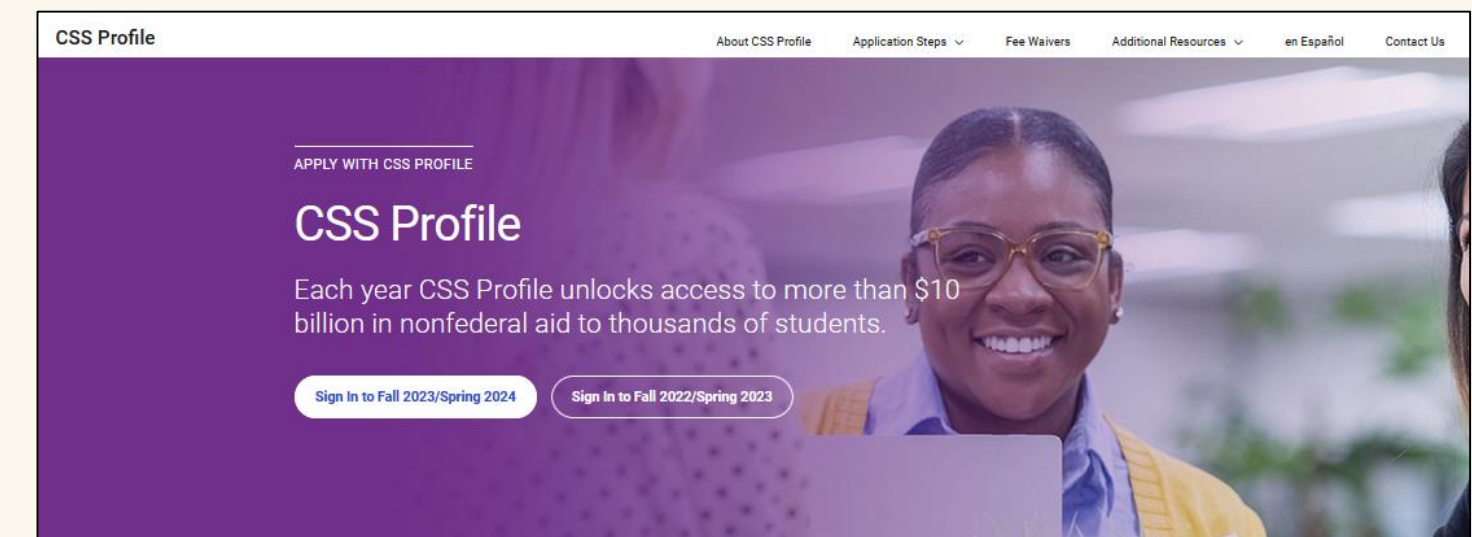 CSS Profile
About CSS Profile
Application Steps
Fee Waivers
Additional Resources
en Español
Contact Us
APPLY WITH CSS PROFILE
CSS Profile
Each year CSS Profile unlocks access to more than $10
billion in nonfederal aid to thousands of students.
Sign In to Fall 2023/Spring 2024
Sign In to Fall 2022/Spring 2023